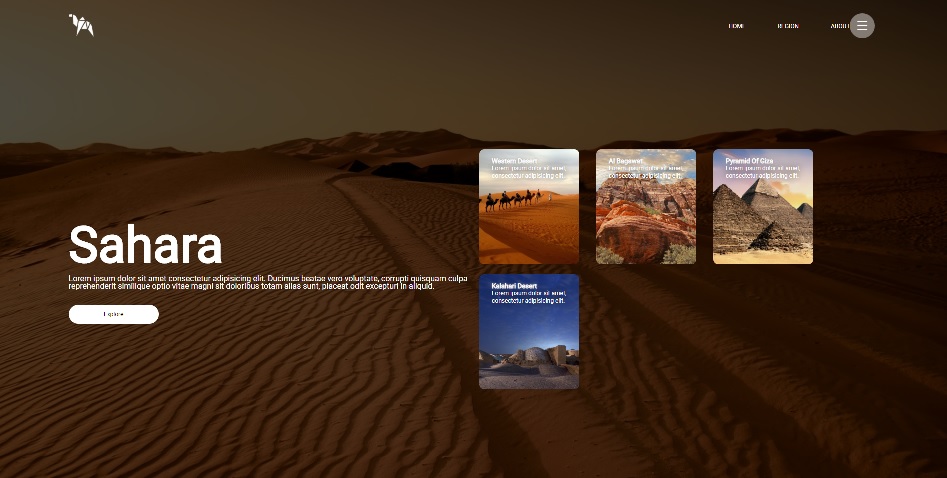 HOME
REGION
ABOUT
Sahara
Lorem ipsum dolor sit amet consectetur adipisicing elit. Ducimus beatae vero voluptate, corrupti quisquam culpa
reprehenderit similique optio vitae magni sit doloribus totam alias sunt, placeat odit excepturi in aliquid.
Explore
Western Desert
Lorem ipsum dolor sit amet,
consectetur adipisicing elit.
Al Bagawat
Lorem ipsum dolor sit amet,
consectetur adipisicing elit.
Pyramid Of Giza
Lorem ipsum dolor sit amet,
consectetur adipisicing elit.
Kalahari Desert
Lorem ipsum dolor sit amet,
consectetur adipisicing elit.